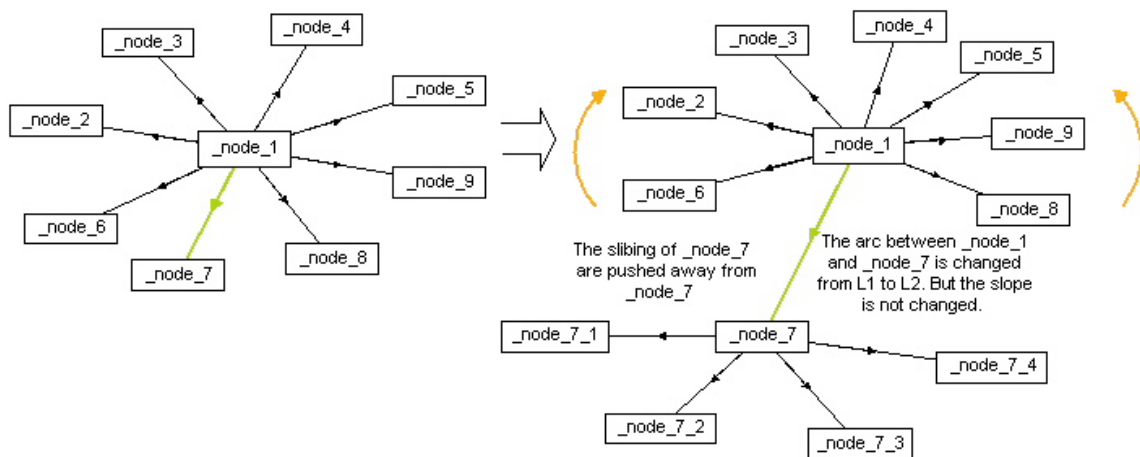 _node_4
_node_3
_node_5
_node_2
_node_1
_node_9
_node_6
_node_8
_node_7
_node_4
_node_3
_node_5
_node_2
_node_9
_node_1
_node_6
_node_8
The slibing of _node_7
are pushed away from
_node_7
The arc between _node_1
and _node_7 is changed
from L1 to L2. But the slope
is not changed.
_node_7
_node_7_1
_node_7_4
_node_7_2
_node_7_3